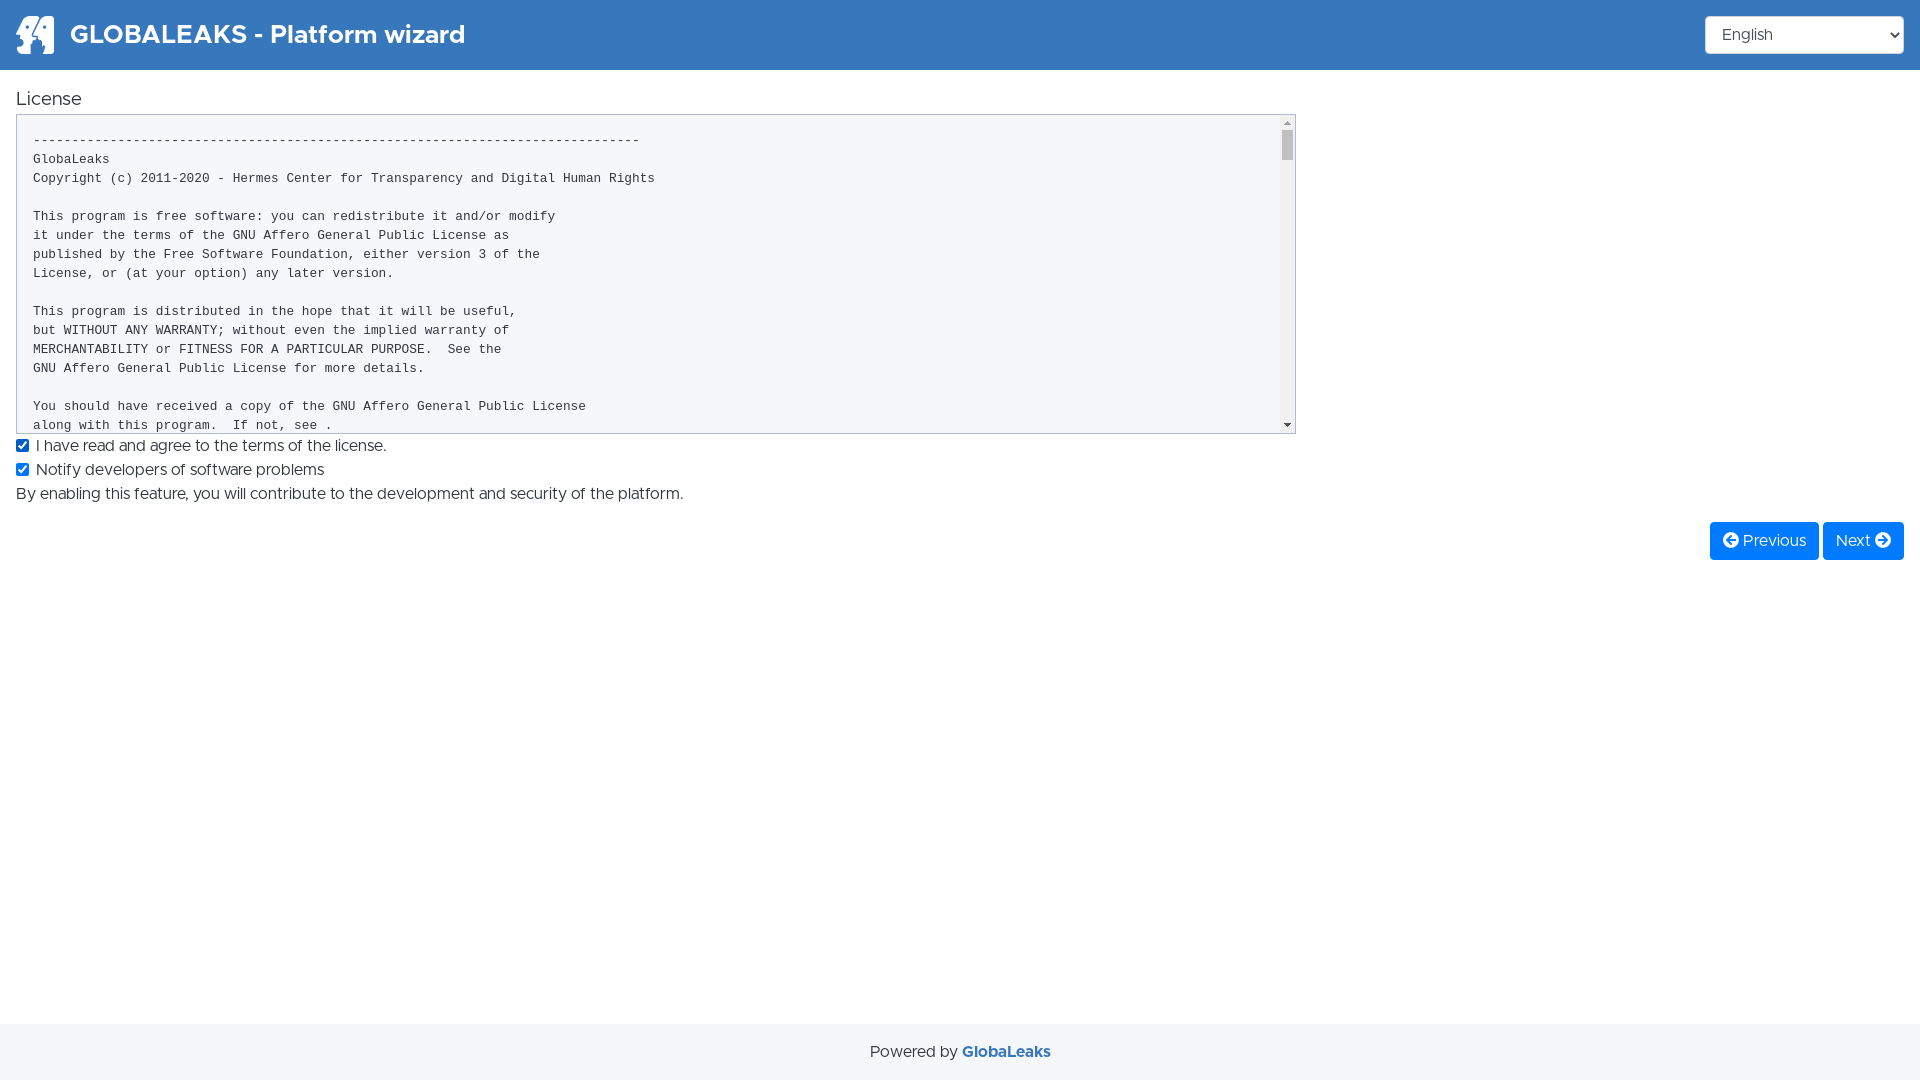 GLOBALEAKS - Platform wizard
English
License
-------------------------------------------------------------------------------
GlobaLeaks
Copyright (c) 2011-2020 - Hermes Center for Transparency and Digital Human Rights
This program is free software: you can redistribute it and/or modify
it under the terms of the GNU Affero General Public License as
published by the Free Software Foundation, either version 3 of the
License, or (at your option) any later version.
This program is distributed in the hope that it will be useful,
but WITHOUT ANY WARRANTY; without even the implied warranty of
MERCHANTABILITY or FITNESS FOR A PARTICULAR PURPOSE.  See the
GNU Affero General Public License for more details.
You should have received a copy of the GNU Affero General Public License
along with this program.  If not, see .
I have read and agree to the terms of the license.
Notify developers of software problems
By enabling this feature, you will contribute to the development and security of the platform.
Previous
Next
Powered by GlobaLeaks